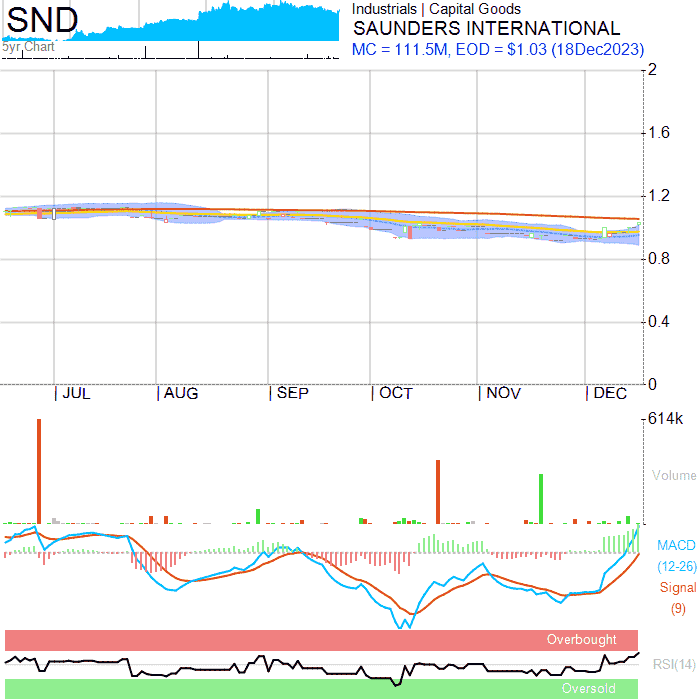 SND
5yr Chart
Industrials | Capital Goods
SAUNDERS INTERNATIONAL
MC = 111.5M, EOD = $1.03 (18Dec2023)
2
1.6
1.2
0.8
0.4
0
JUL AUG SEP OCT NOV DEC
614k
Volume
MACD
(12-26)
Signal
(9)
Overbought
RSI(14)
Oversold